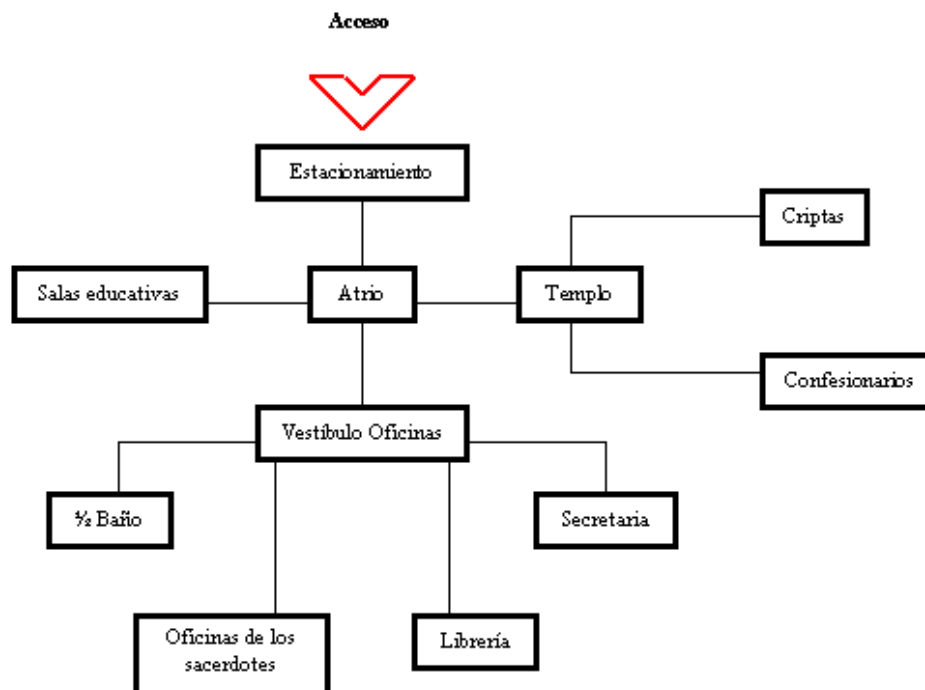 Acceso
Estacionamiento
Criptas
Salas educativas
Atrio
Templo
Confesionarios
Vestíbulo Oficinas
½ Baño
Secretaria
Oficinas de los
sacerdotes
Librería